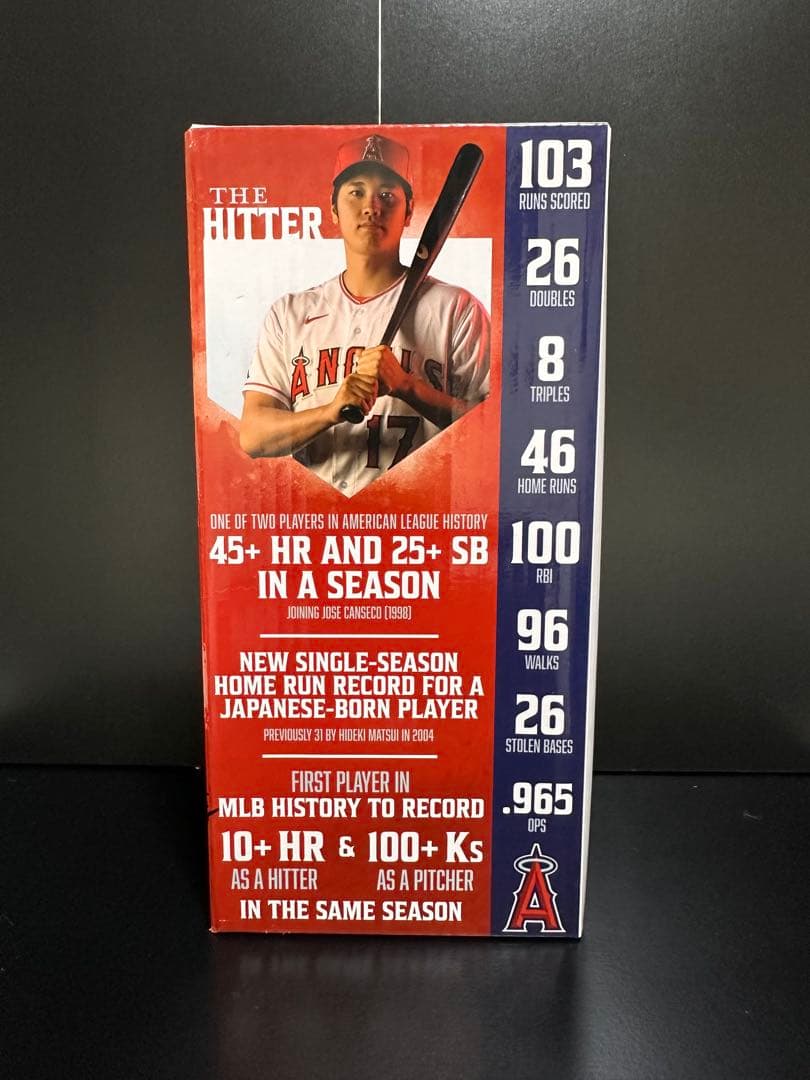 THE
HITTER
ANGELS
17
ONE OF TWO PLAYERS IN AMERICAN LEAGUE HISTORY
45+ HR AND 25+ SB
IN A SEASON
JOINING JOSE CANSECO (1998)
NEW SINGLE-SEASON
HOME RUN RECORD FOR A
JAPANESE-BORN PLAYER
PREVIOUSLY 31 BY HIDEKI MATSUI IN 2004
FIRST PLAYER IN
MLB HISTORY TO RECORD
10+ HR & 100+ Ks
AS A HITTER AS A PITCHER
IN THE SAME SEASON
103
RUNS SCORED
26
DOUBLES
8
TRIPLES
46
HOME RUNS
100
RBI
96
WALKS
26
STOLEN BASES
.965
OPS
A